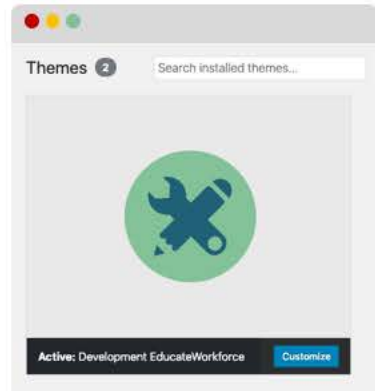 Themes 2
Search installed themes...
Active: Development EducateWorkforce
Customize